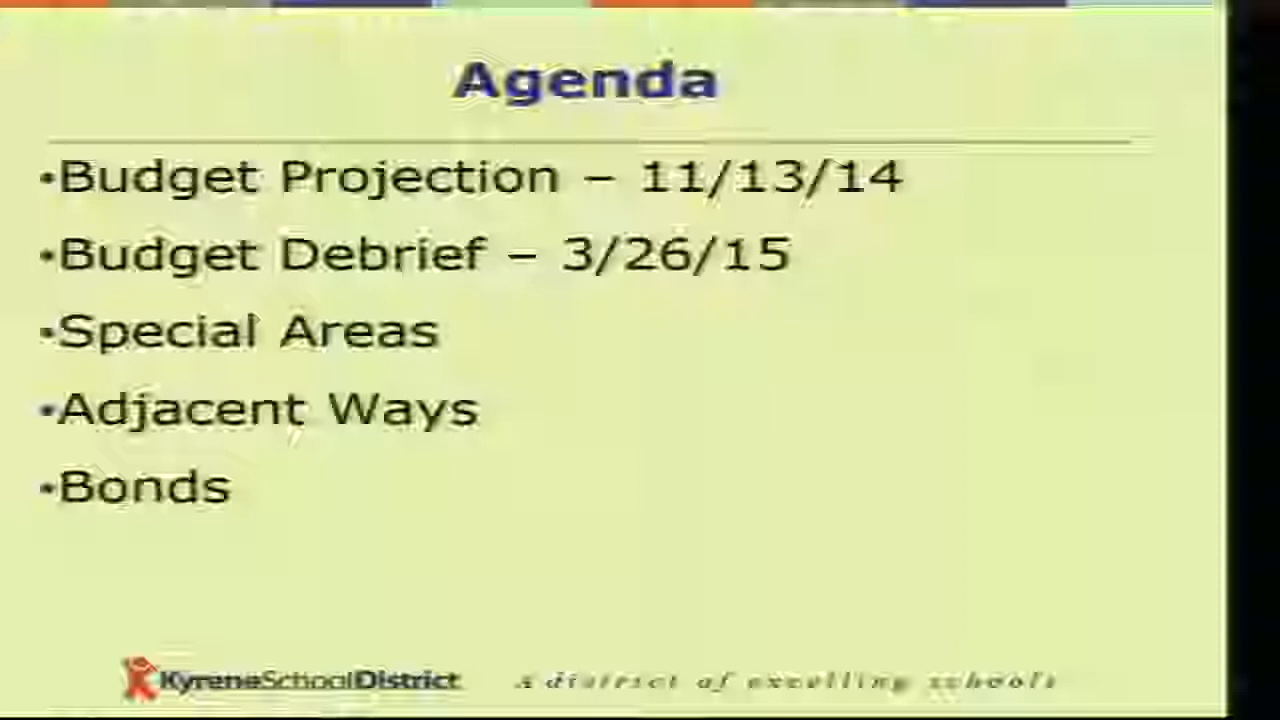 Agenda
•Budget Projection – 11/13/14
•Budget Debrief – 3/26/15
•Special Areas
•Adjacent Ways
•Bonds
KyreneSchoolDistrict A district of excelling schools